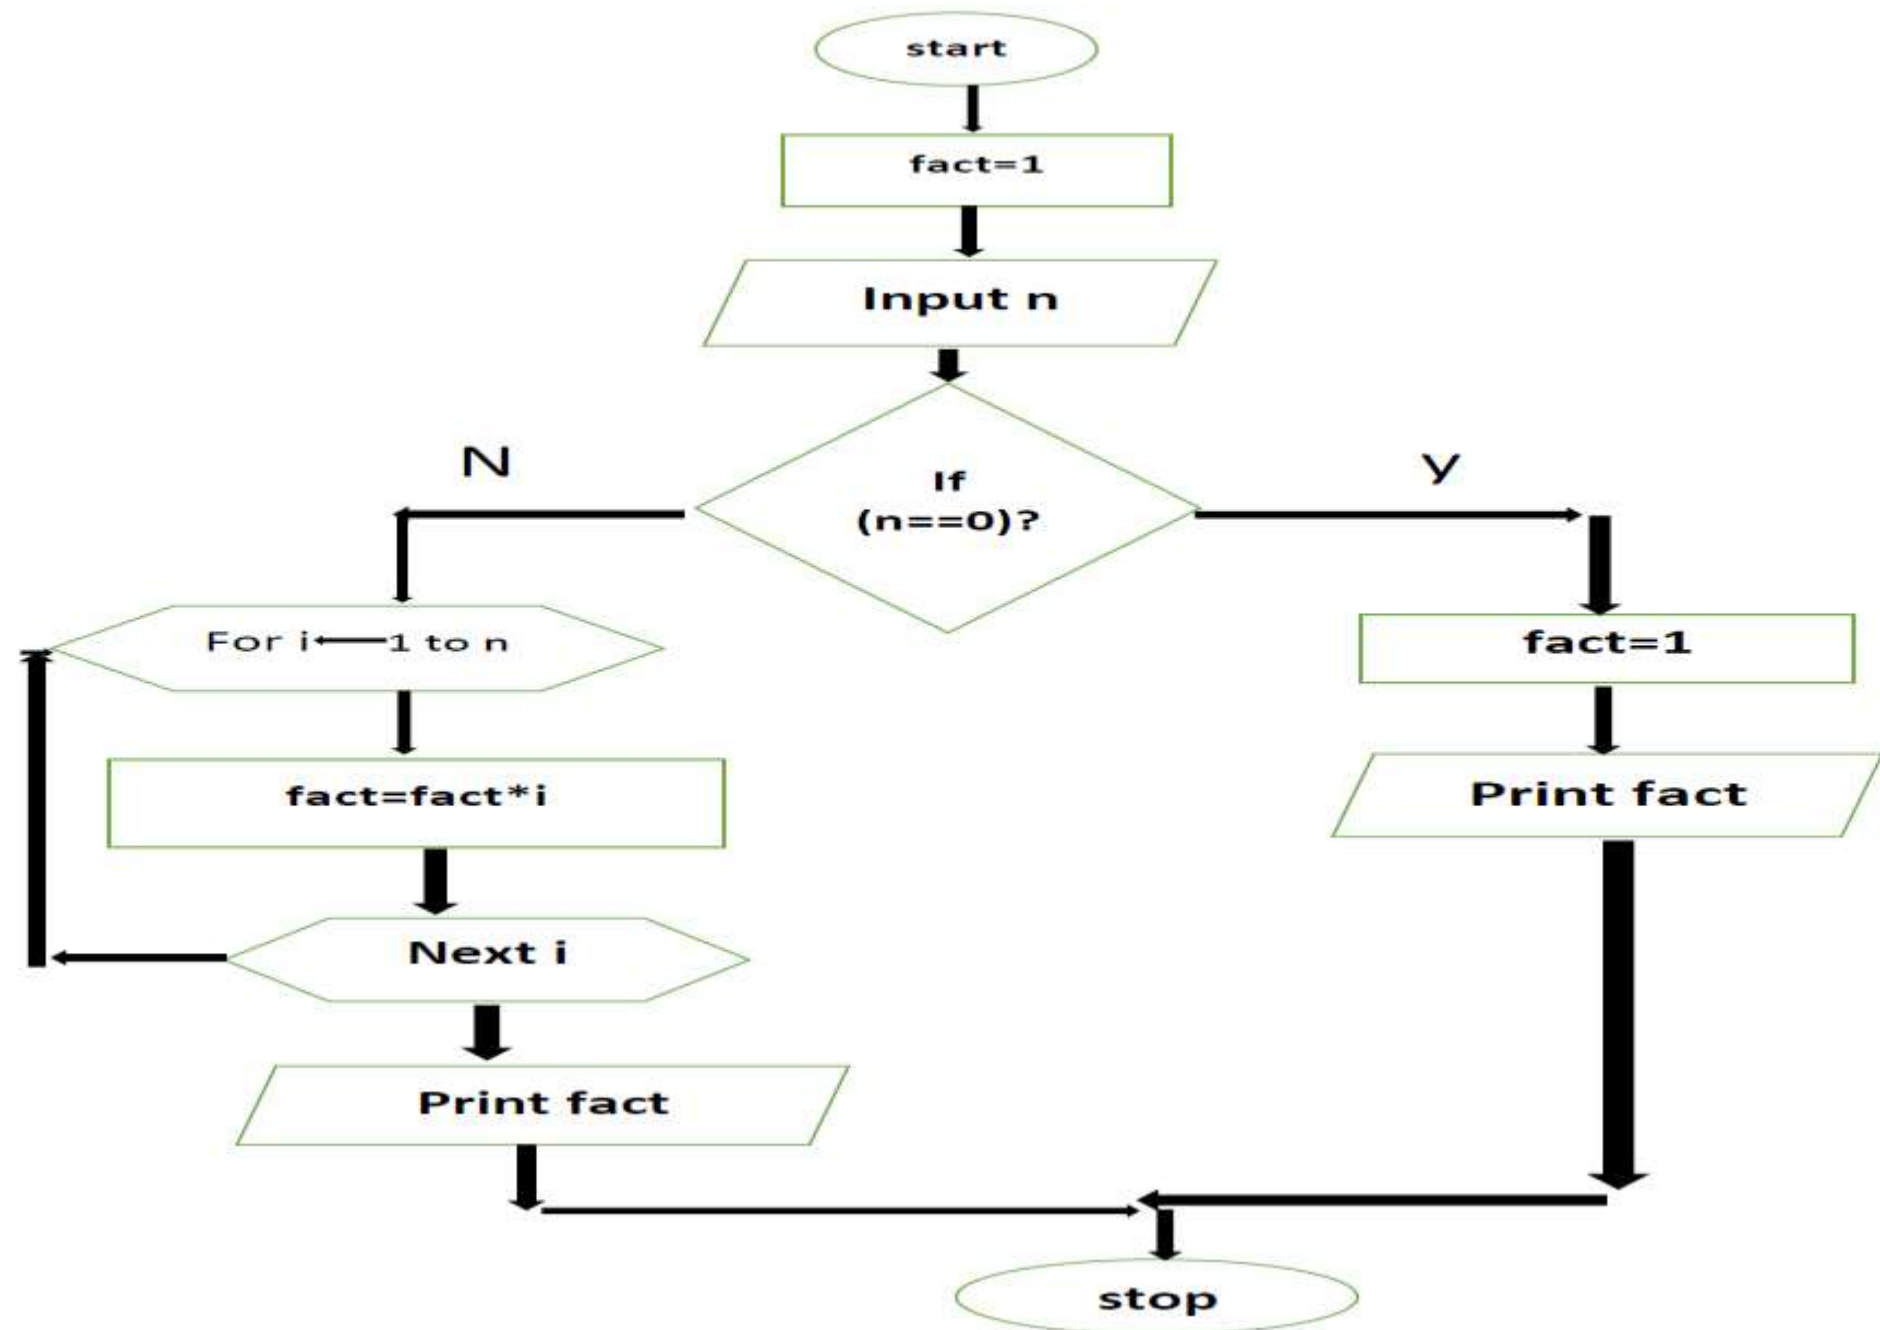 start
fact=1
Input n
N
y
If
(n==0)?
For i←1 to n
fact=1
fact=fact*i
Print fact
Next i
Print fact
stop